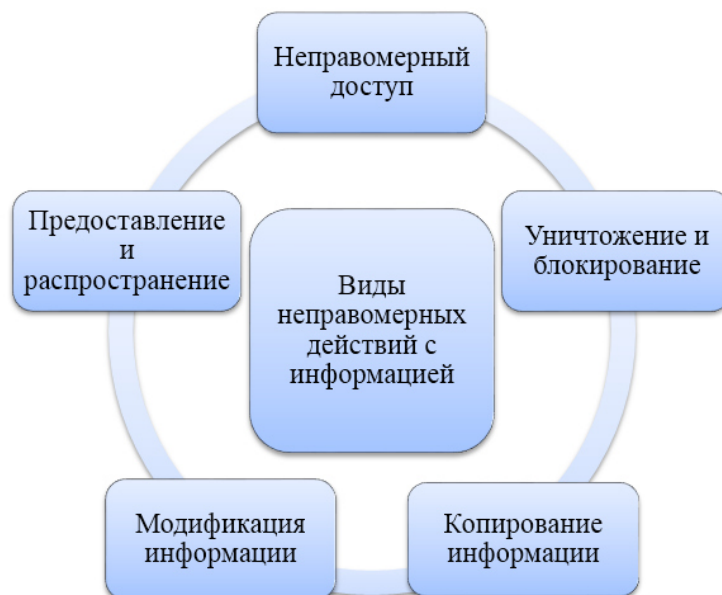 Неправомерный
доступ
Предоставление
и
распространение
Уничтожение и
блокирование
Виды
неправомерных
действий с
информацией
Модификация
информации
Копирование
информации